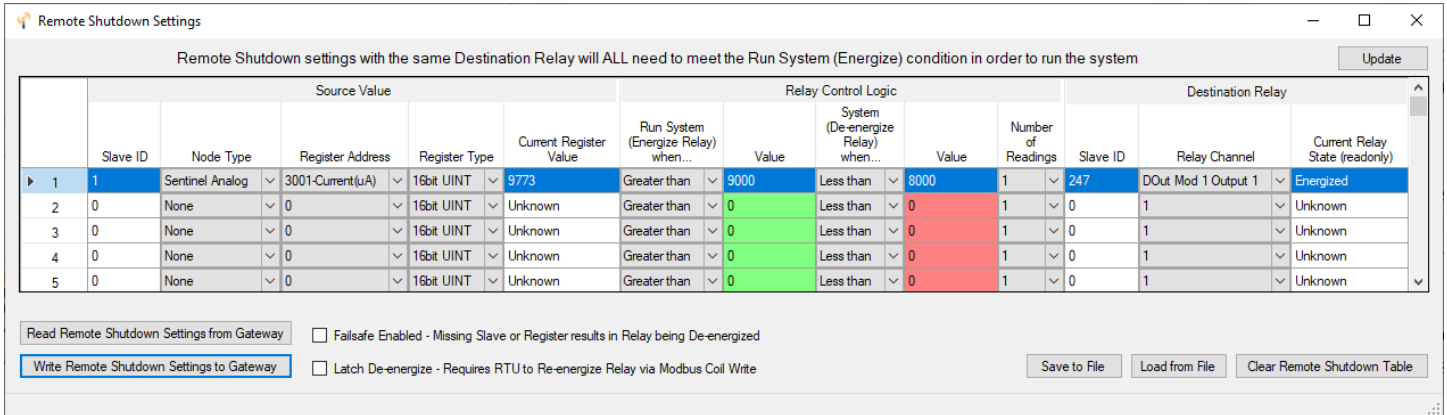 Remote Shutdown Settings
Remote Shutdown settings with the same Destination Relay will ALL need to meet the Run System (Energize) condition in order to run the system
Update
Source Value Relay Control Logic Destination Relay
Slave ID Node Type Register Address Register Type Current Register Value Run System (Energize Relay) when... Value System (De-energize Relay) when... Value Number of Readings Slave ID Relay Channel Current Relay State (readonly)
1 1 Sentinel Analog 3001-Current(uA) 16bit UINT 9773 Greater than 9000 Less than 8000 1 247 DOut Mod 1 Output 1 Energized
2 0 None 0 16bit UINT Unknown Greater than 0 Less than 0 1 0 1 Unknown
3 0 None 0 16bit UINT Unknown Greater than 0 Less than 0 1 0 1 Unknown
4 0 None 0 16bit UINT Unknown Greater than 0 Less than 0 1 0 1 Unknown
5 0 None 0 16bit UINT Unknown Greater than 0 Less than 0 1 0 1 Unknown
Read Remote Shutdown Settings from Gateway
Failsafe Enabled - Missing Slave or Register results in Relay being De-energized
Write Remote Shutdown Settings to Gateway
Latch De-energize - Requires RTU to Re-energize Relay via Modbus Coil Write
Save to File
Load from File
Clear Remote Shutdown Table